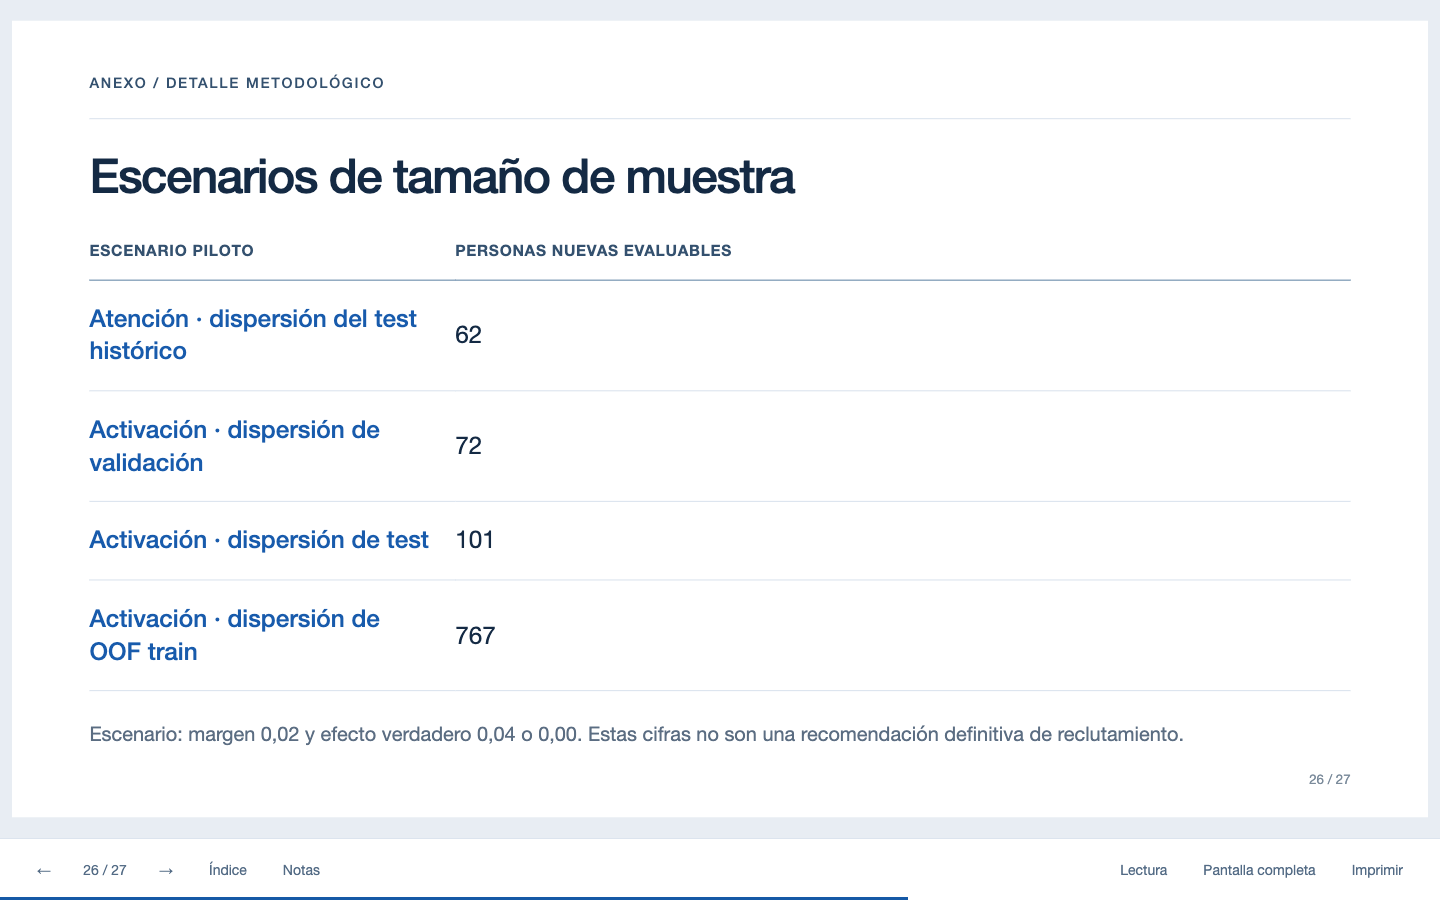 ANEXO / DETALLE METODOLÓGICO
Escenarios de tamaño de muestra
ESCENARIO PILOTO PERSONAS NUEVAS EVALUABLES
Atención · dispersión del test
histórico
62
Activación · dispersión de
validación
72
Activación · dispersión de test 101
Activación · dispersión de
OOF train
767
Escenario: margen 0,02 y efecto verdadero 0,04 o 0,00. Estas cifras no son una recomendación definitiva de reclutamiento.
26 / 27
← 26 / 27 → Índice Notas Lectura Pantalla completa Imprimir